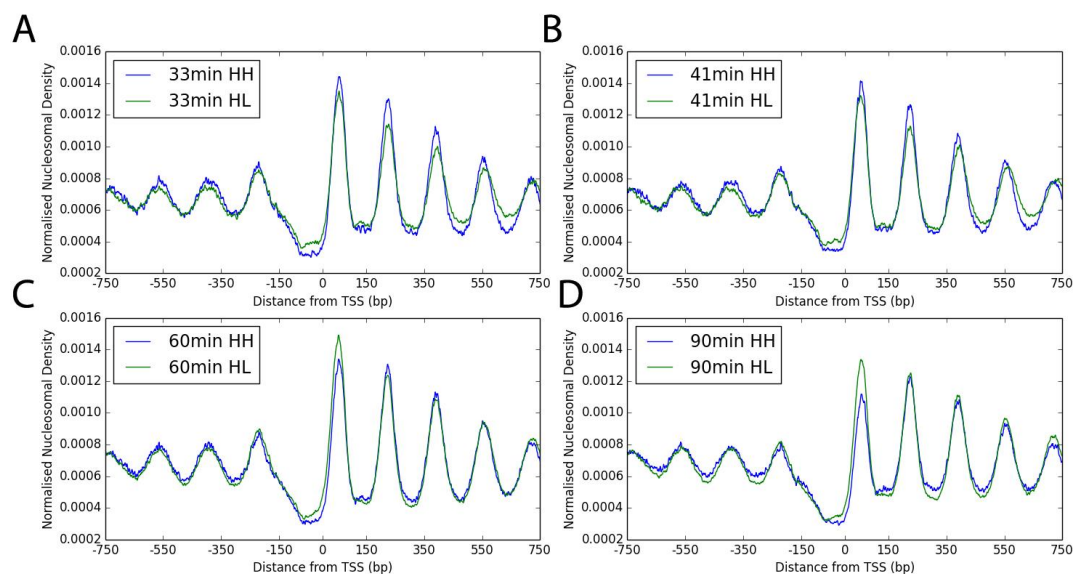 A
Normalised Nucleosomal Density
0.0016
0.0014
0.0012
0.0010
0.0008
0.0006
0.0004
0.0002
33min HH
33min HL
-750 -550 -350 -150 0 150 350 550 750
Distance from TSS (bp)
B
Normalised Nucleosomal Density
0.0016
0.0014
0.0012
0.0010
0.0008
0.0006
0.0004
0.0002
41min HH
41min HL
-750 -550 -350 -150 0 150 350 550 750
Distance from TSS (bp)
C
Normalised Nucleosomal Density
0.0016
0.0014
0.0012
0.0010
0.0008
0.0006
0.0004
0.0002
60min HH
60min HL
-750 -550 -350 -150 0 150 350 550 750
Distance from TSS (bp)
D
Normalised Nucleosomal Density
0.0016
0.0014
0.0012
0.0010
0.0008
0.0006
0.0004
0.0002
90min HH
90min HL
-750 -550 -350 -150 0 150 350 550 750
Distance from TSS (bp)